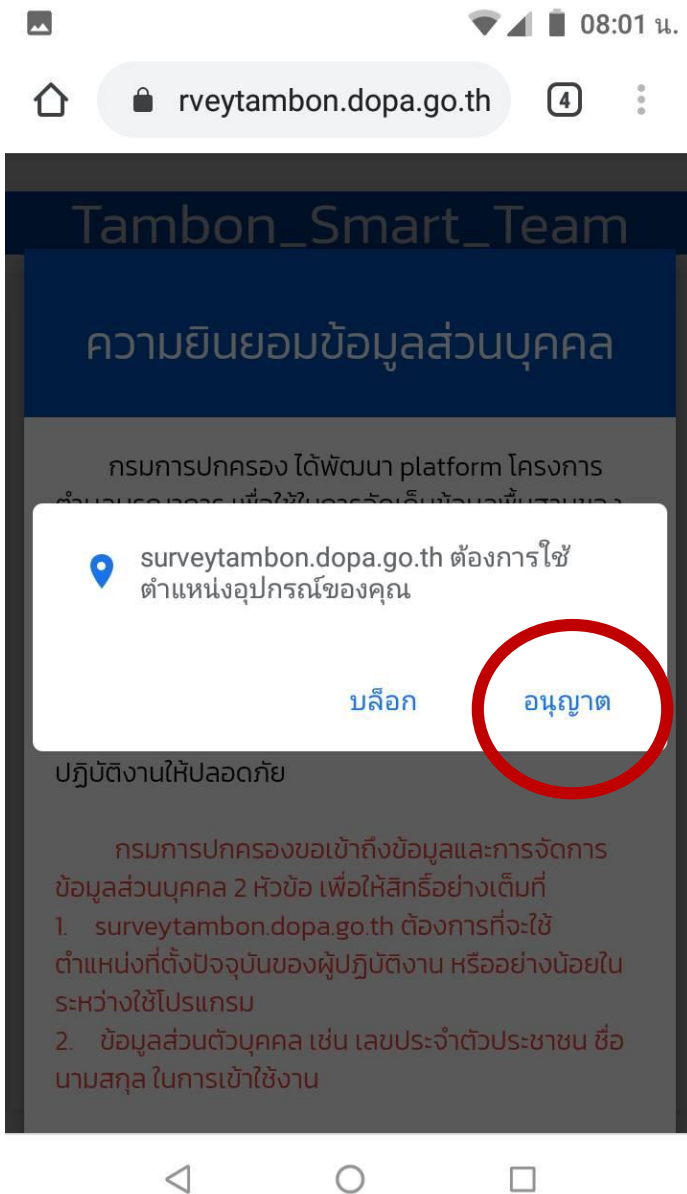 08:01 น.
rveytambon.dopa.go.th
4
Tambon_Smart_Team
ความยินยอมข้อมูลส่วนบุคคล
กรมการปกครอง ได้พัฒนา platform โครงการ
surveytambon.dopa.go.th ต้องการใช้
ตำแหน่งอุปกรณ์ของคุณ
บล็อก
อนุญาต
ปฏิบัติงานให้ปลอดภัย
กรมการปกครองขอเข้าถึงข้อมูลและการจัดการ
ข้อมูลส่วนบุคคล 2 หัวข้อ เพื่อให้สิทธิ์อย่างเต็มที่
1. surveytambon.dopa.go.th ต้องการที่จะใช้
ตำแหน่งที่ตั้งปัจจุบันของผู้ปฏิบัติงาน หรืออย่างน้อยใน
ระหว่างใช้โปรแกรม
2. ข้อมูลส่วนตัวบุคคล เช่น เลขประจำตัวประชาชน ชื่อ
นามสกุล ในการเข้าใช้งาน